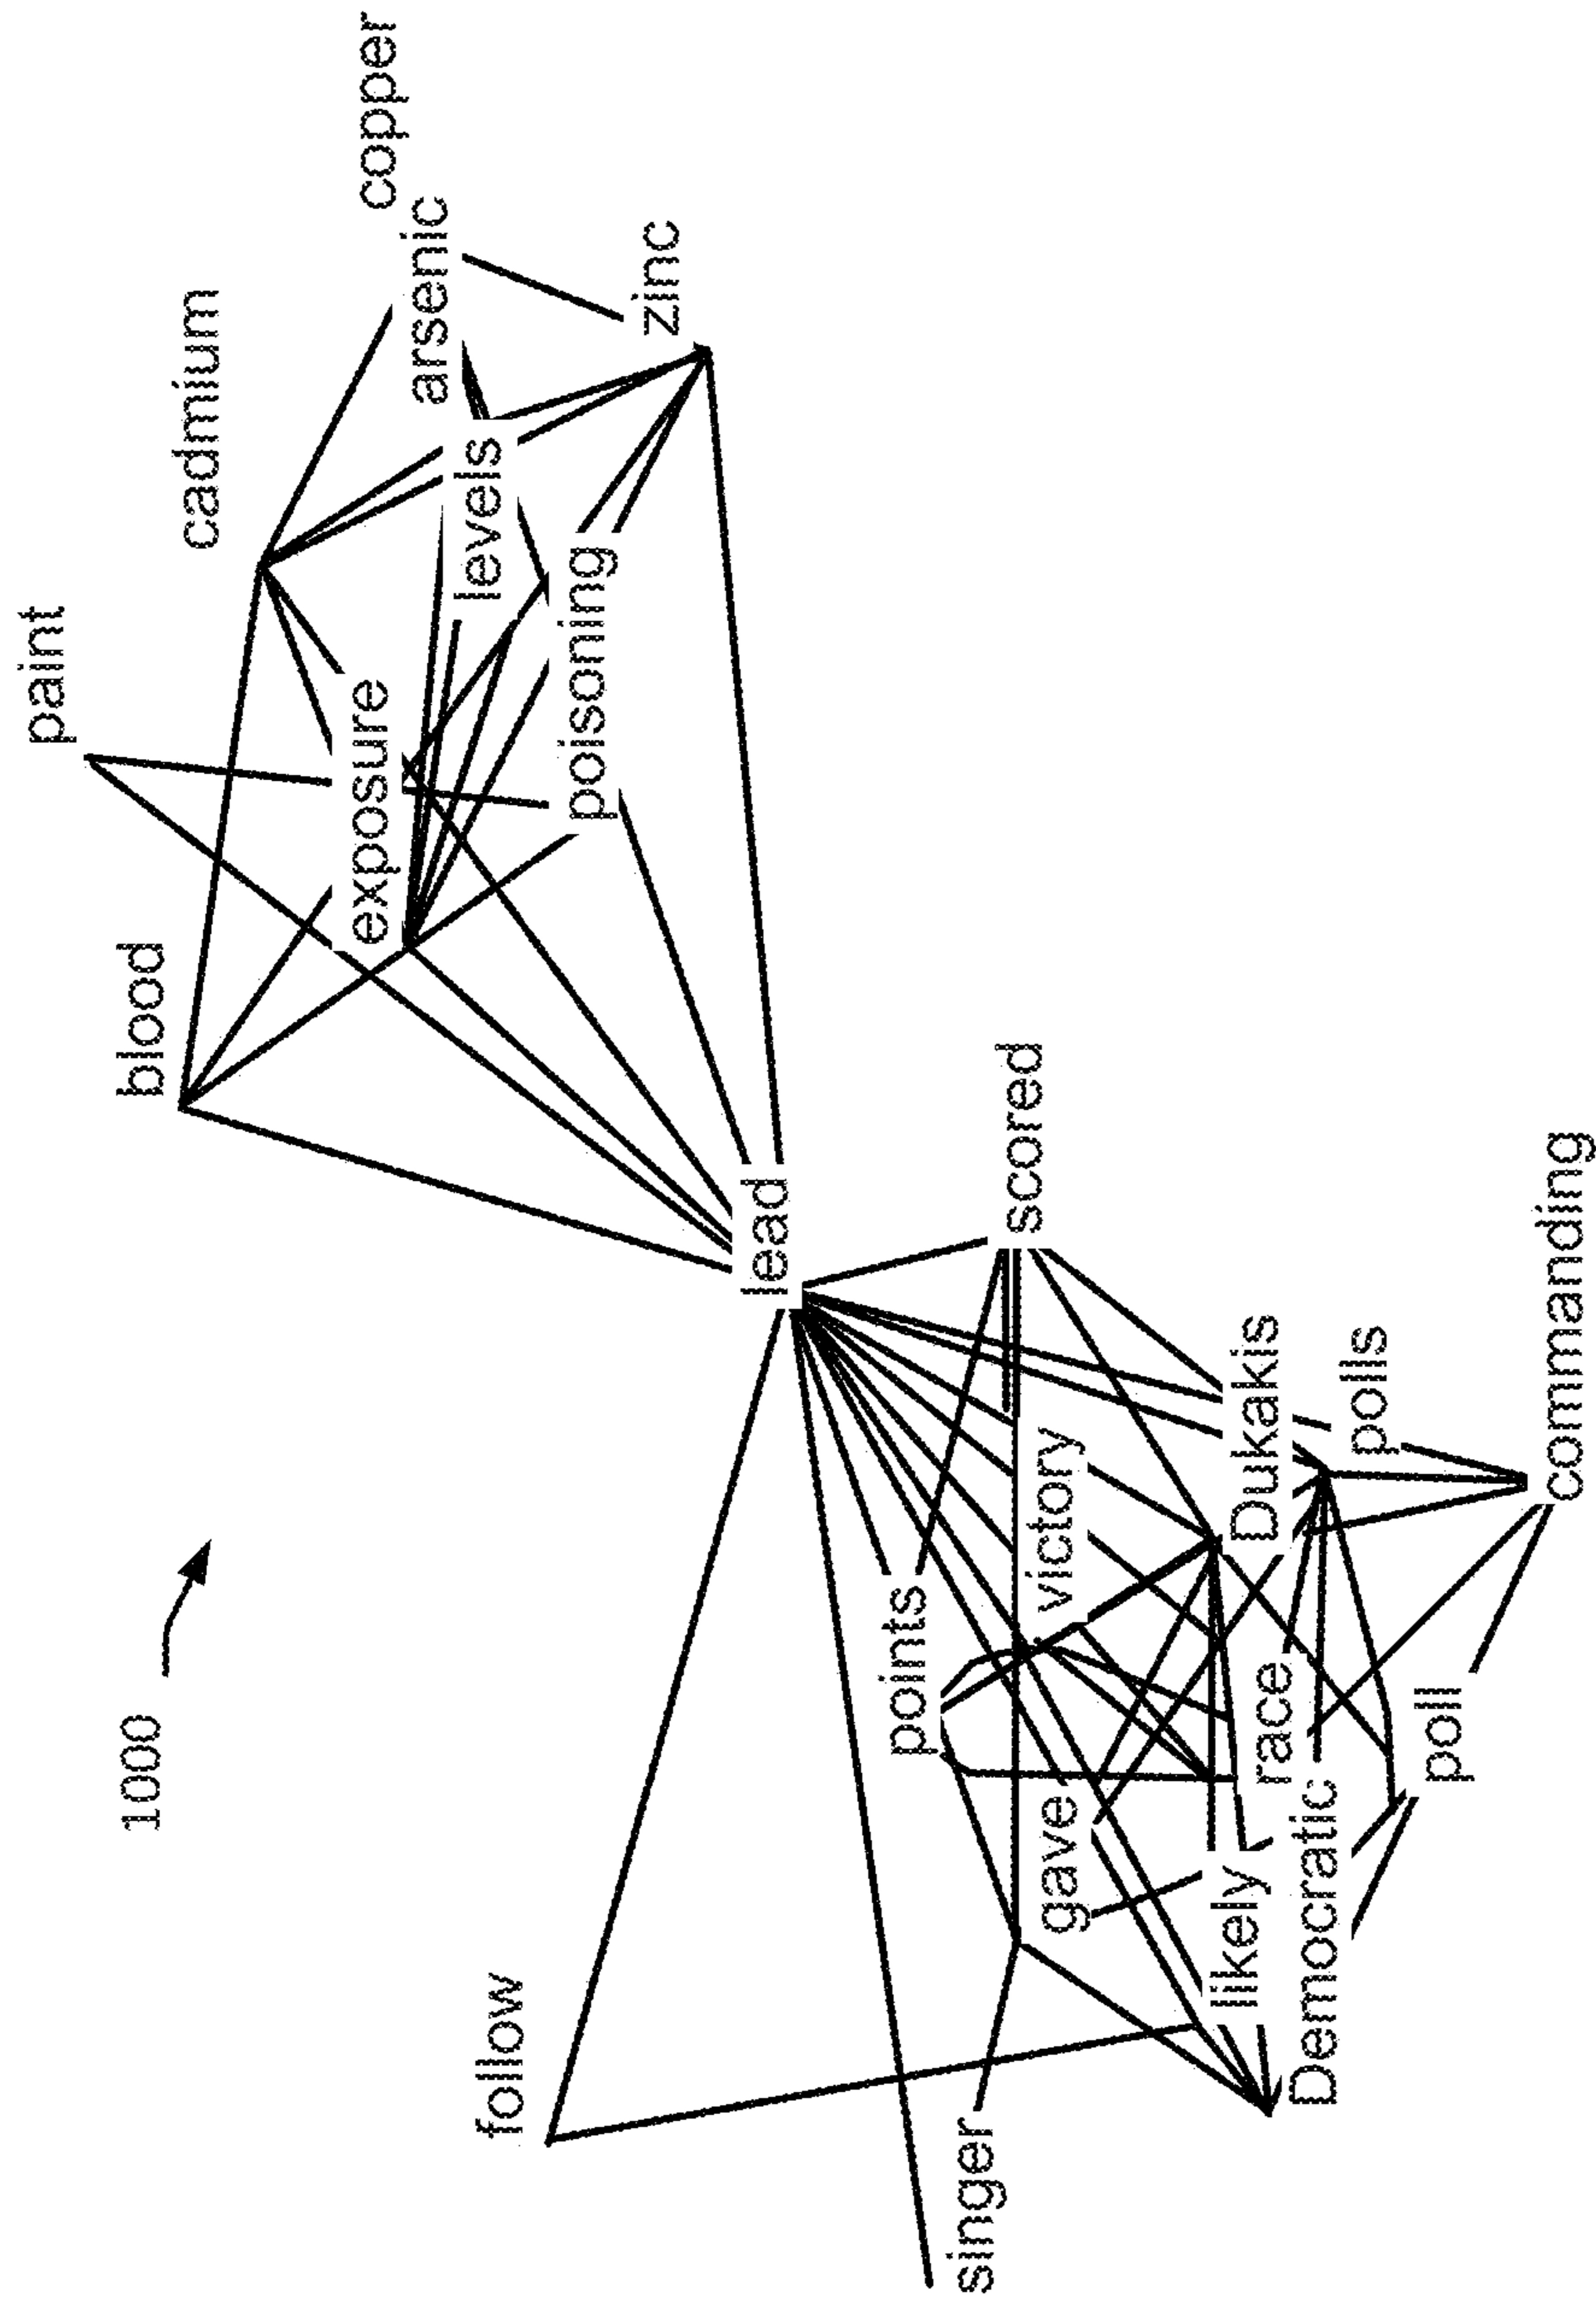 1000
paint
blood
cadmium
exposure
copper
arsenic
levels
poisoning
zinc
follow
lead
singer
points
scored
gave
victory
likely
race
Dukakis
Democratic
polls
poll
commanding